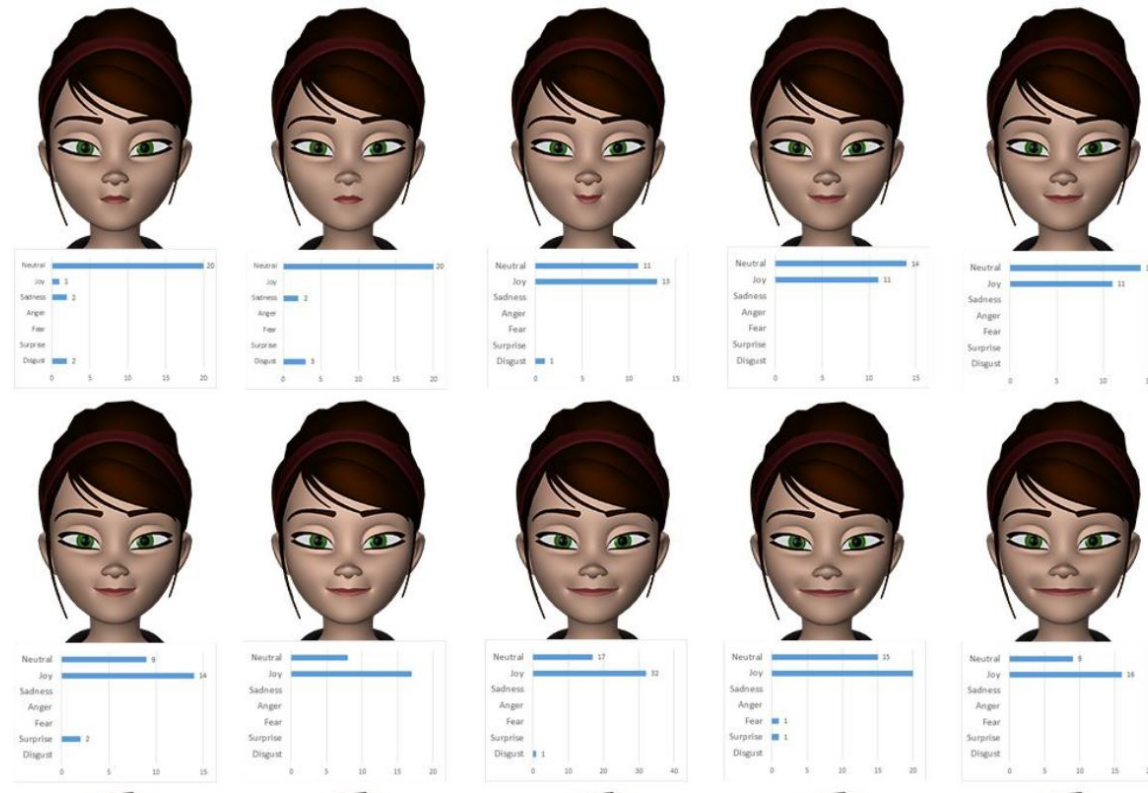 Neutral 20
Joy 1
Sadness 2
Anger
Fear
Surprise
Disgust 2
0 5 10 15 20
Neutral 20
Joy
Sadness 2
Anger
Fear
Surprise
Disgust 3
0 5 10 15 20
Neutral 11
Joy 13
Sadness
Anger
Fear
Surprise
Disgust 1
0 5 10 15
Neutral 14
Joy 11
Sadness
Anger
Fear
Surprise
Disgust
0 5 10 15
Neutral
Joy 11
Sadness
Anger
Fear
Surprise
Disgust
0 5 10
Neutral 9
Joy 14
Sadness
Anger
Fear
Surprise 2
Disgust
0 5 10 15
Neutral
Joy
Sadness
Anger
Fear
Surprise
Disgust
0 5 10 15 20
Neutral 17
Joy 32
Sadness
Anger
Fear
Surprise
Disgust 1
0 10 20 30 40
Neutral 15
Joy
Sadness
Anger
Fear 1
Surprise 1
Disgust
0 5 10 15 20
Neutral 9
Joy 16
Sadness
Anger
Fear
Surprise
Disgust
0 5 10 15